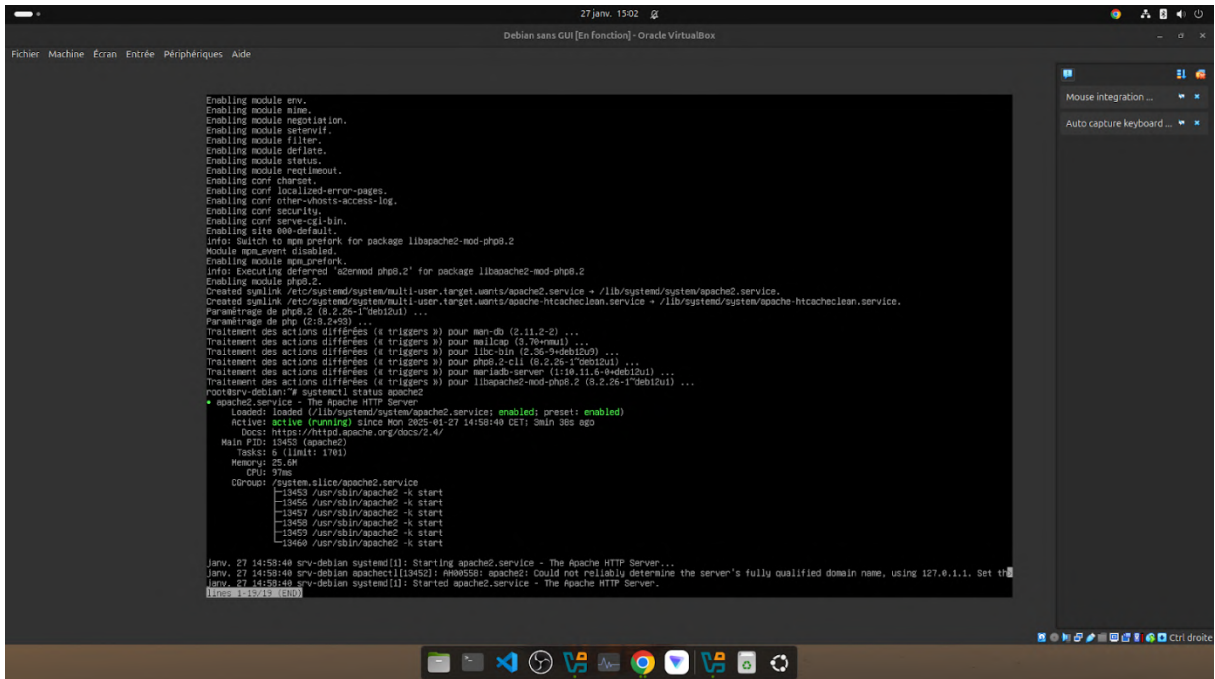 27 janv. 15:02
Debian sans GUI [En fonction] - Oracle VirtualBox
Fichier Machine Écran Entrée Périphériques Aide
Mouse integration ...
Auto capture keyboard ...
Enabling module env.
Enabling module mime.
Enabling module negotiation.
Enabling module setenvif.
Enabling module filter.
Enabling module deflate.
Enabling module status.
Enabling module reqtimeout.
Enabling conf charset.
Enabling conf localized-error-pages.
Enabling conf other-vhosts-access-log.
Enabling conf security.
Enabling conf serve-cgi-bin.
Enabling site 000-default.
info: Switch to mpm prefork for package libapache2-mod-php8.2
Module mpm_event disabled.
Enabling module mpm_prefork.
info: Executing deferred 'a2enmod php8.2' for package libapache2-mod-php8.2
Enabling module php8.2.
Created symlink /etc/systemd/system/multi-user.target.wants/apache2.service → /lib/systemd/system/apache2.service.
Created symlink /etc/systemd/system/multi-user.target.wants/apache-htcacheclean.service → /lib/systemd/system/apache-htcacheclean.service.
Paramétrage de php8.2 (8.2.26-1~deb12u1) ...
Paramétrage de php (2:8.2+93) ...
Traitement des actions différées (« triggers ») pour man-db (2.11.2-2) ...
Traitement des actions différées (« triggers ») pour mailcap (3.70+nmu1) ...
Traitement des actions différées (« triggers ») pour libc-bin (2.36-9+deb12u9) ...
Traitement des actions différées (« triggers ») pour php8.2-cli (8.2.26-1~deb12u1) ...
Traitement des actions différées (« triggers ») pour mariadb-server (1:10.11.6-0+deb12u1) ...
Traitement des actions différées (« triggers ») pour libapache2-mod-php8.2 (8.2.26-1~deb12u1) ...
root@srv-debian:~# systemctl status apache2
● apache2.service - The Apache HTTP Server
Loaded: loaded (/lib/systemd/system/apache2.service; enabled; preset: enabled)
Active: active (running) since Mon 2025-01-27 14:58:40 CET; 3min 38s ago
Docs: https://httpd.apache.org/docs/2.4/
Main PID: 13453 (apache2)
Tasks: 6 (limit: 1701)
Memory: 25.6M
CPU: 97ms
CGroup: /system.slice/apache2.service
├─13453 /usr/sbin/apache2 -k start
├─13456 /usr/sbin/apache2 -k start
├─13457 /usr/sbin/apache2 -k start
├─13458 /usr/sbin/apache2 -k start
├─13459 /usr/sbin/apache2 -k start
└─13460 /usr/sbin/apache2 -k start
janv. 27 14:58:40 srv-debian systemd[1]: Starting apache2.service - The Apache HTTP Server...
janv. 27 14:58:40 srv-debian apachectl[13452]: AH00558: apache2: Could not reliably determine the server's fully qualified domain name, using 127.0.1.1. Set th
janv. 27 14:58:40 srv-debian systemd[1]: Started apache2.service - The Apache HTTP Server.
lines 1-19/19 (END)
Ctrl droite